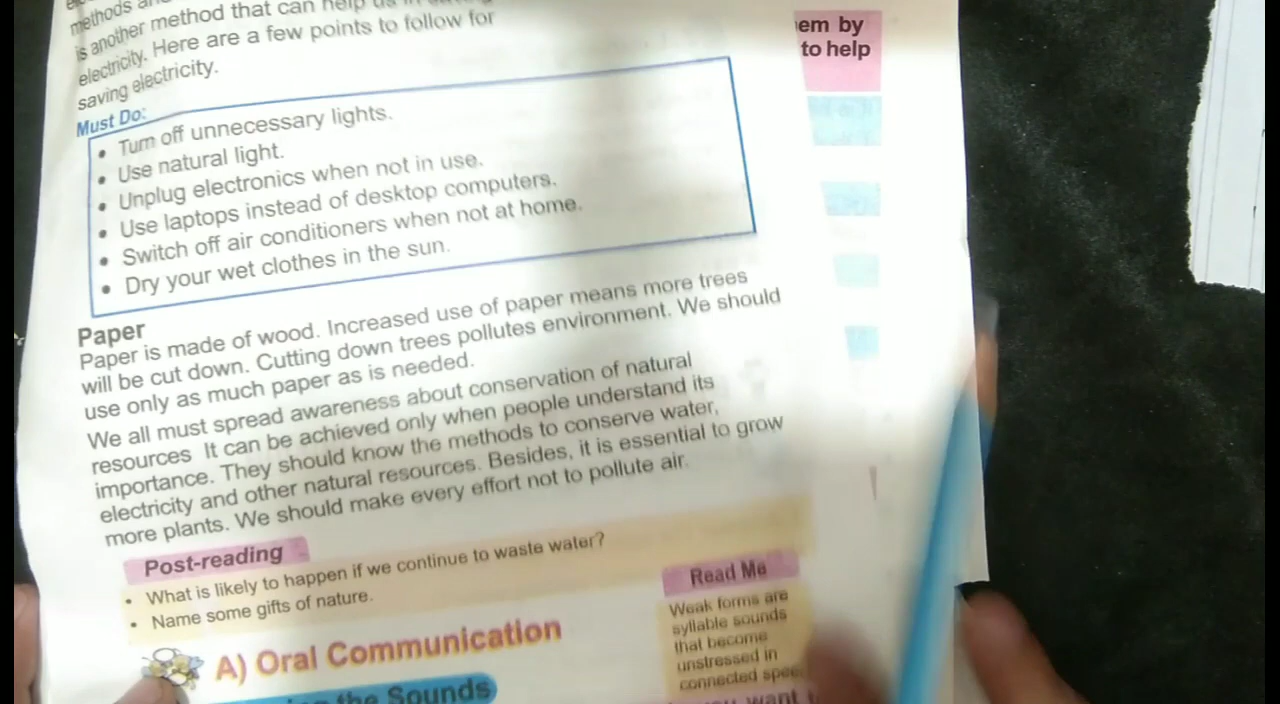 methods
is another method that can help us in
electricity. Here are a few points to follow for
saving electricity.
Must Do:
• Turn off unnecessary lights.
• Use natural light.
• Unplug electronics when not in use.
• Use laptops instead of desktop computers.
• Switch off air conditioners when not at home.
• Dry your wet clothes in the sun.
Paper
Paper is made of wood. Increased use of paper means more trees
will be cut down. Cutting down trees pollutes environment. We should
use only as much paper as is needed.
We all must spread awareness about conservation of natural
resources It can be achieved only when people understand its
importance. They should know the methods to conserve water,
electricity and other natural resources. Besides, it is essential to grow
more plants. We should make every effort not to pollute air.
Post-reading
• What is likely to happen if we continue to waste water?
• Name some gifts of nature.
A) Oral Communication
the Sounds
Read Me
Weak forms are
syllable sounds
that become
unstressed in
connected
want
em by
to help